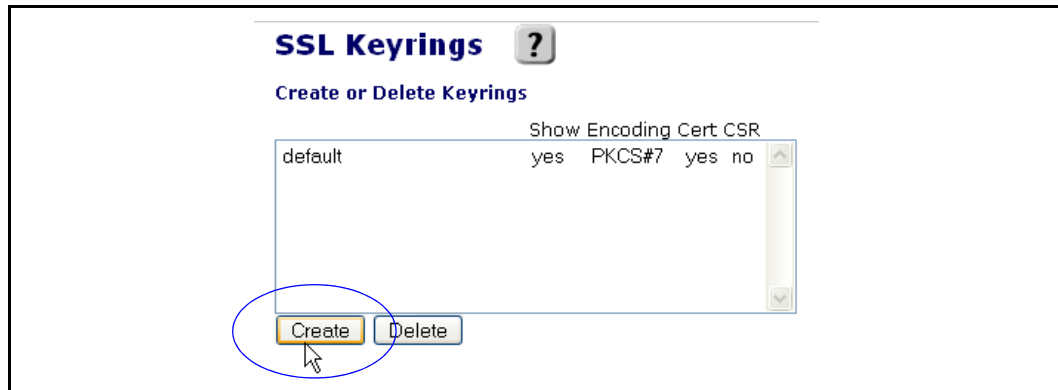 SSL Keyrings ?
Create or Delete Keyrings
Show Encoding Cert CSR
default yes PKCS#7 yes no
Create Delete